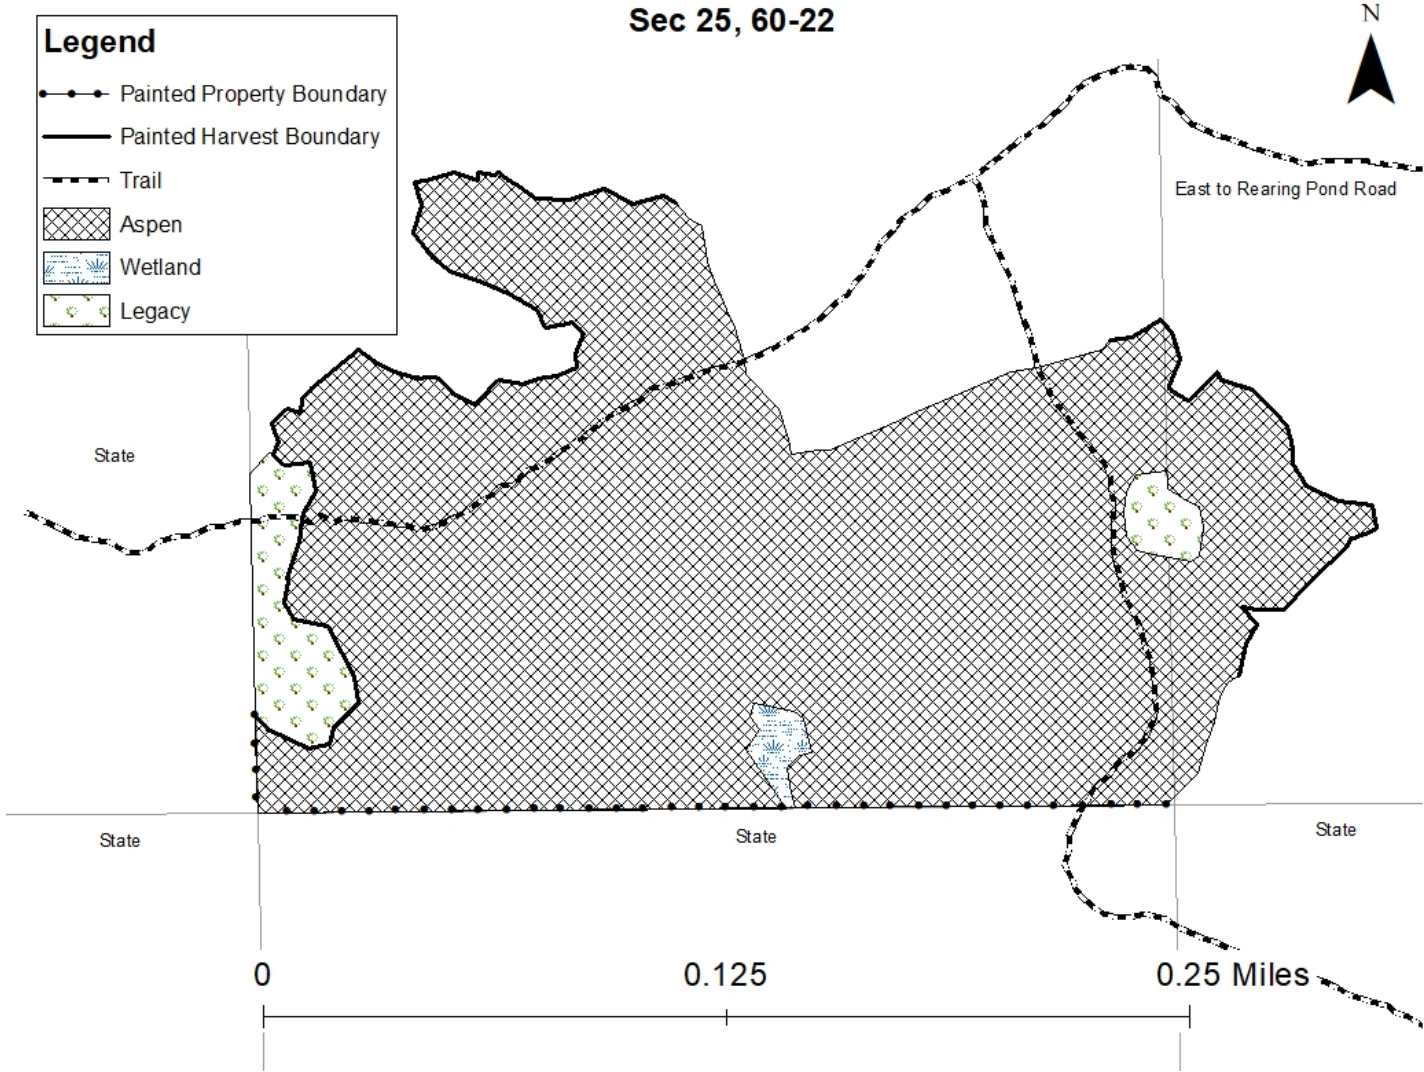 Sec 25, 60-22
N
Legend
Painted Property Boundary
Painted Harvest Boundary
Trail
Aspen
Wetland
Legacy
East to Rearing Pond Road
State
State
State
State
0
0.125
0.25 Miles